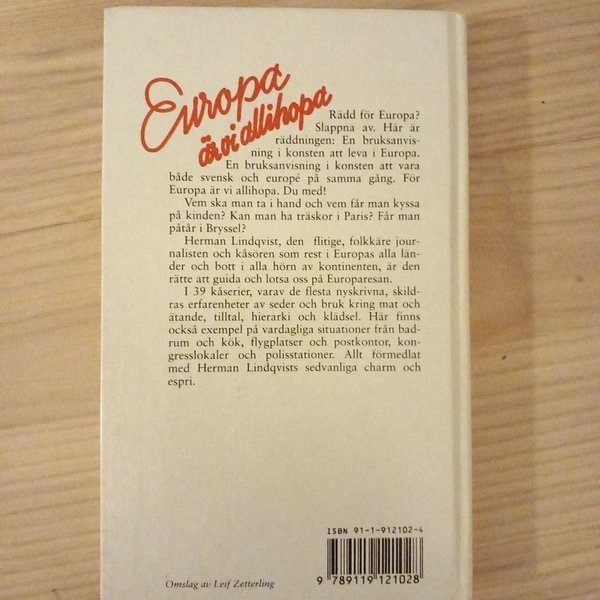 Europa
är vi allihopa
Rädd för Europa?
Slappna av. Här är
räddningen: En bruksanvis-
ning i konsten att leva i Europa.
En bruksanvisning i konsten att vara
både svensk och europé på samma gång. För
Europa är vi allihopa. Du med!
Vem ska man ta i hand och vem får man kyssa
på kinden? Kan man ha träskor i Paris? Får man
påtår i Bryssel?
Herman Lindqvist, den flitige, folkkäre jour-
nalisten och kåsören som rest i Europas alla län-
der och bott i alla hörn av kontinenten, är den
rätte att guida och lotsa oss på Europaresan.
I 39 kåserier, varav de flesta nyskrivna, skild-
ras erfarenheter av seder och bruk kring mat och
ätande, tilltal, hierarki och klädsel. Här finns
också exempel på vardagliga situationer från bad-
rum och kök, flygplatser och postkontor, kon-
gresslokaler och polisstationer. Allt förmedlat
med Herman Lindqvists sedvanliga charm och
espri.
ISBN 91-1-912102-4
9 789119 121028
Omslag av Leif Zetterling